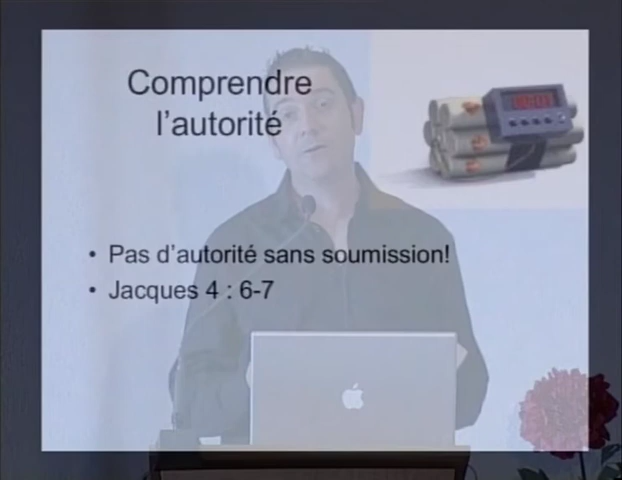 Comprendre
l'autorité
• Pas d'autorité sans soumission!
• Jacques 4 : 6-7